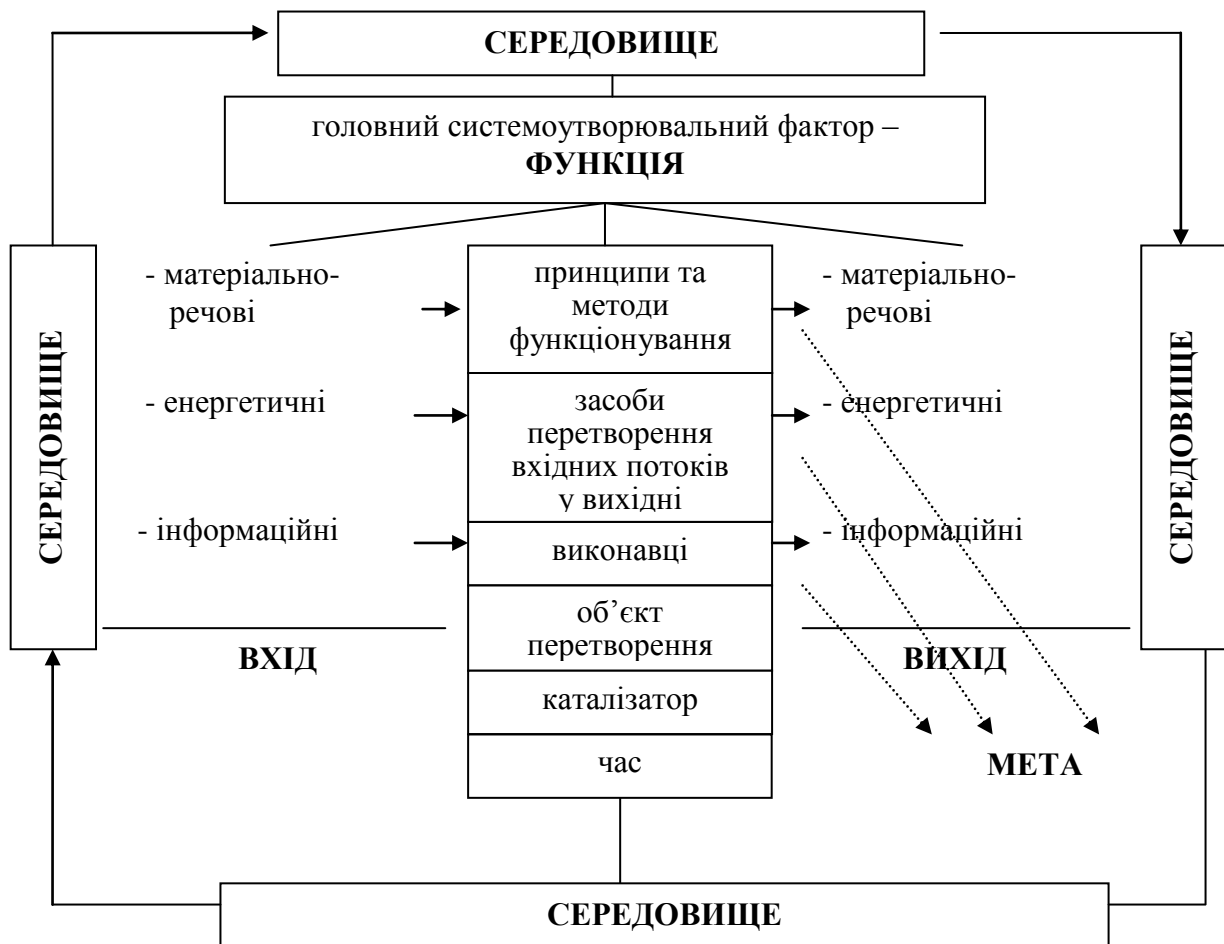 СЕРЕДОВИЩЕ
головний системоутворювальний фактор –
ФУНКЦІЯ
СЕРЕДОВИЩЕ
- матеріально-
речові
- енергетичні
- інформаційні
ВХІД
принципи та
методи
функціонування
засоби
перетворення
вхідних потоків
у вихідні
виконавці
об’єкт
перетворення
каталізатор
час
- матеріально-
речові
- енергетичні
- інформаційні
ВИХІД
МЕТА
СЕРЕДОВИЩЕ
СЕРЕДОВИЩЕ